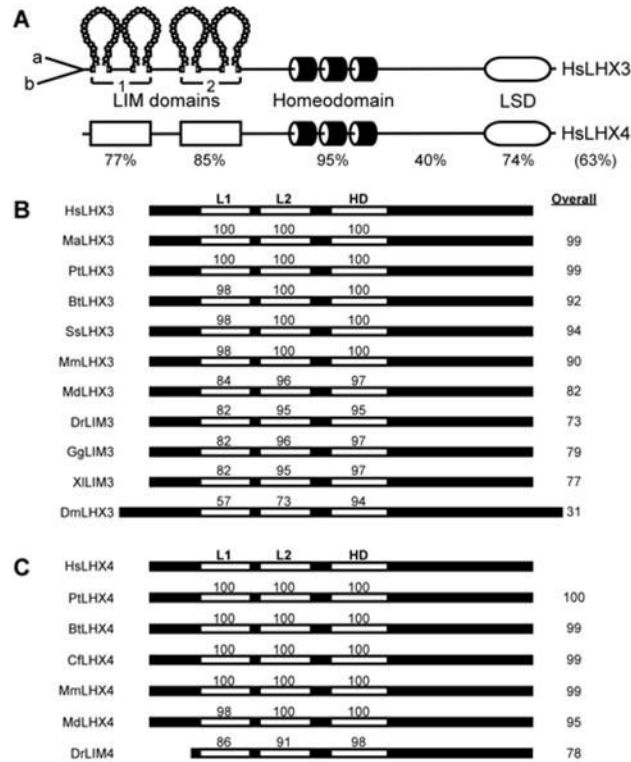 A
a
b
HsLHX3
1
2
LIM domains Homeodomain LSD
HsLHX4
77% 85% 95% 40% 74% (63%)
B
L1 L2 HD Overall
HsLHX3
100 100 100
MaLHX3 99
100 100 100
PtLHX3 99
98 100 100
BtLHX3 92
98 100 100
SsLHX3 94
98 100 100
MmLHX3 90
84 96 97
MdLHX3 82
82 95 95
DrLIM3 73
82 96 97
GgLIM3 79
82 95 97
XlLIM3 77
57 73 94
DmLHX3 31
C
L1 L2 HD
HsLHX4
100 100 100
PtLHX4 100
100 100 100
BtLHX4 99
100 100 100
CfLHX4 99
100 100 100
MmLHX4 99
98 100 100
MdLHX4 95
86 91 98
DrLIM4 78